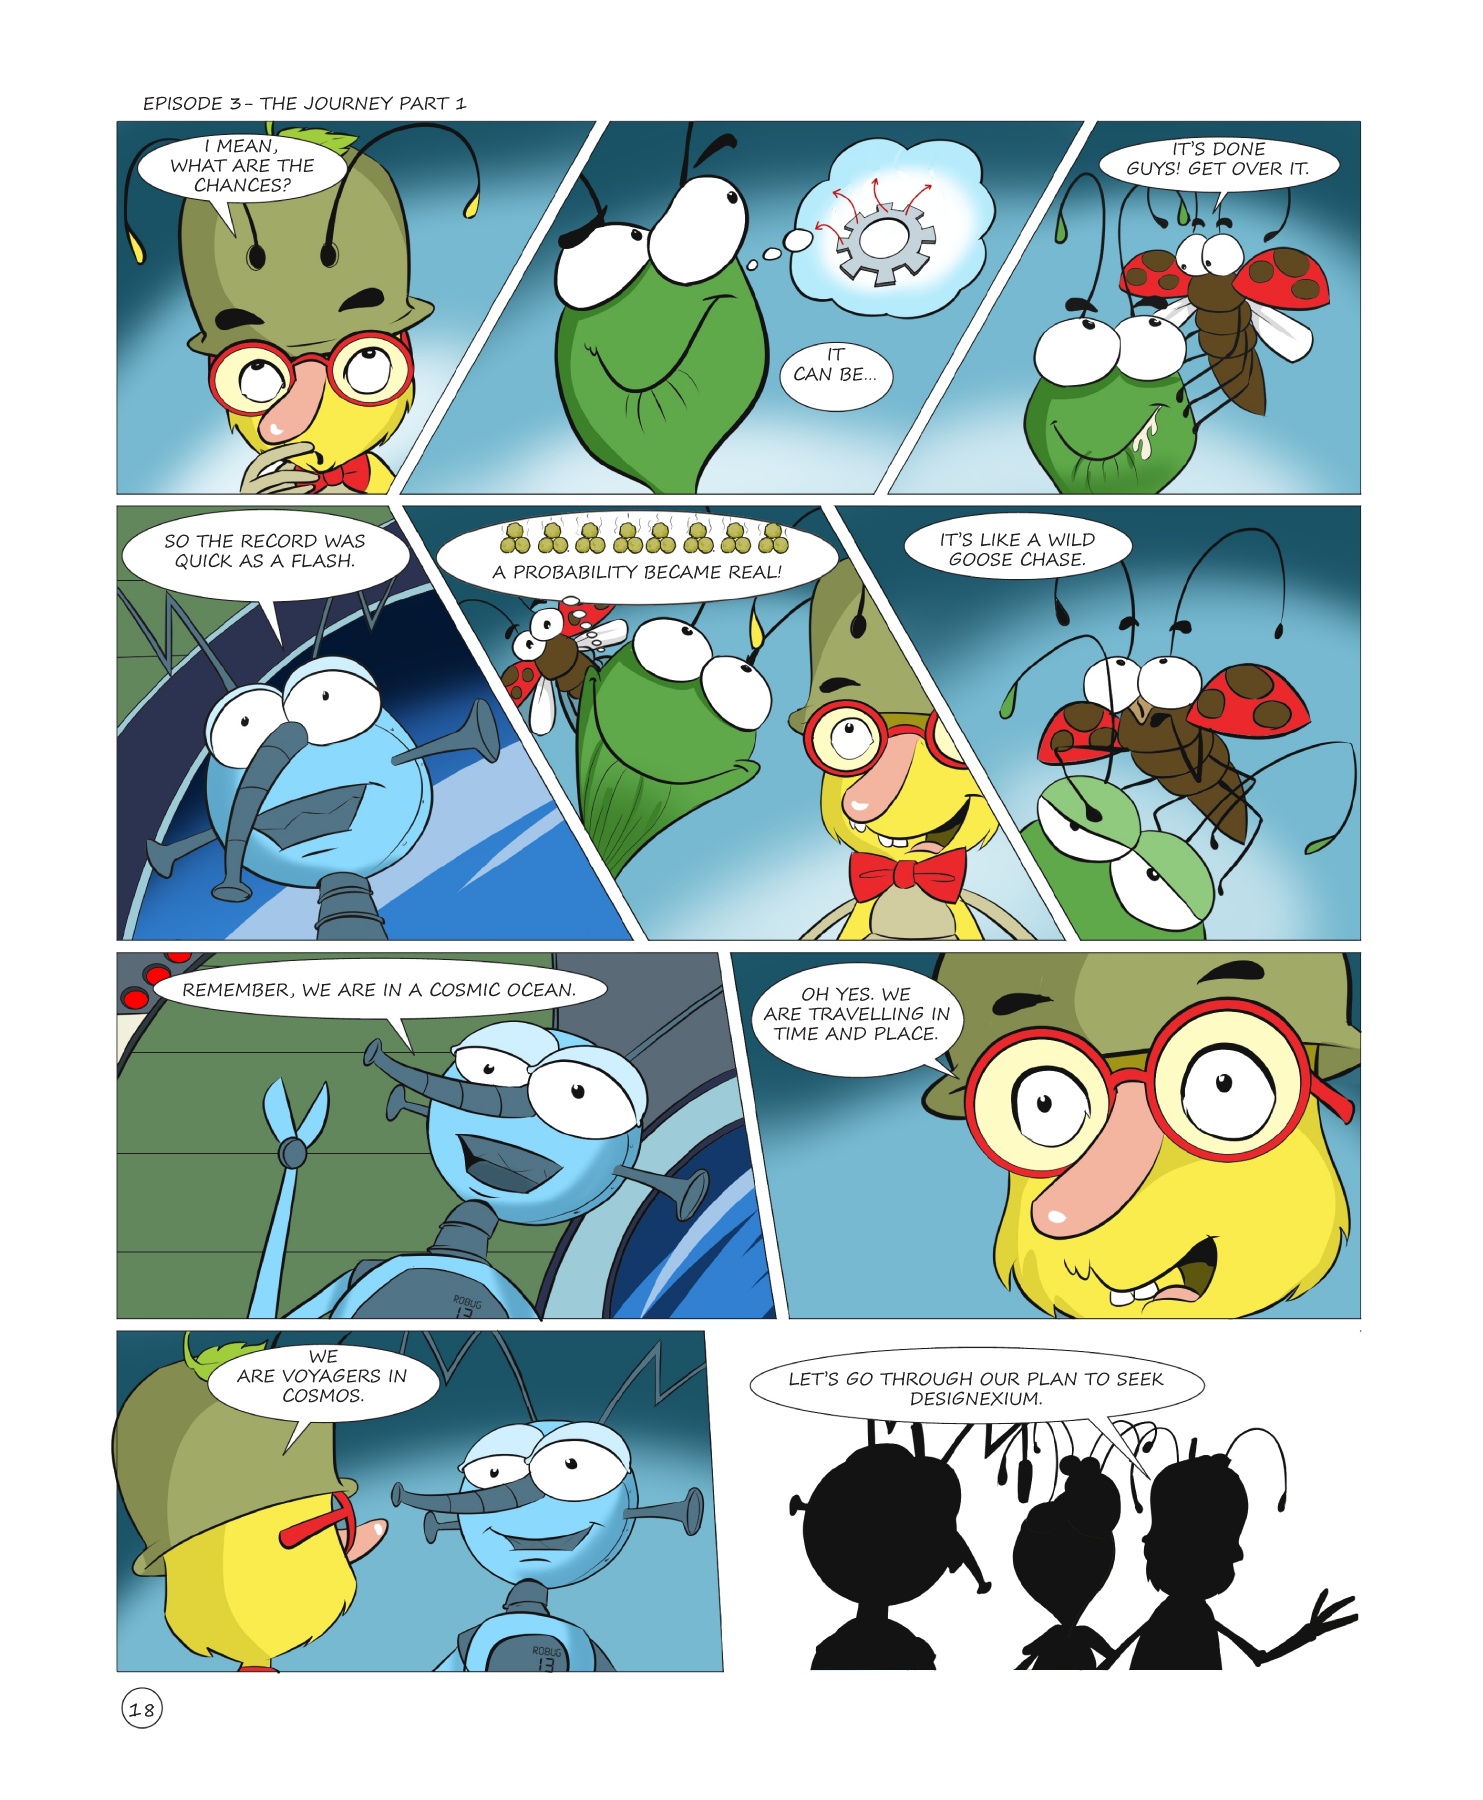 EPISODE 3- THE JOURNEY PART 1
I MEAN,
WHAT ARE THE
CHANCES?
IT
CAN BE...
IT'S DONE
GUYS! GET OVER IT.
SO THE RECORD WAS
QUICK AS A FLASH.
A PROBABILITY BECAME REAL!
IT'S LIKE A WILD
GOOSE CHASE.
REMEMBER, WE ARE IN A COSMIC OCEAN.
ROBUG
13
OH YES. WE
ARE TRAVELLING IN
TIME AND PLACE.
WE
ARE VOYAGERS IN
COSMOS.
ROBUG
13
LET'S GO THROUGH OUR PLAN TO SEEK
DESIGNEXIUM.
18